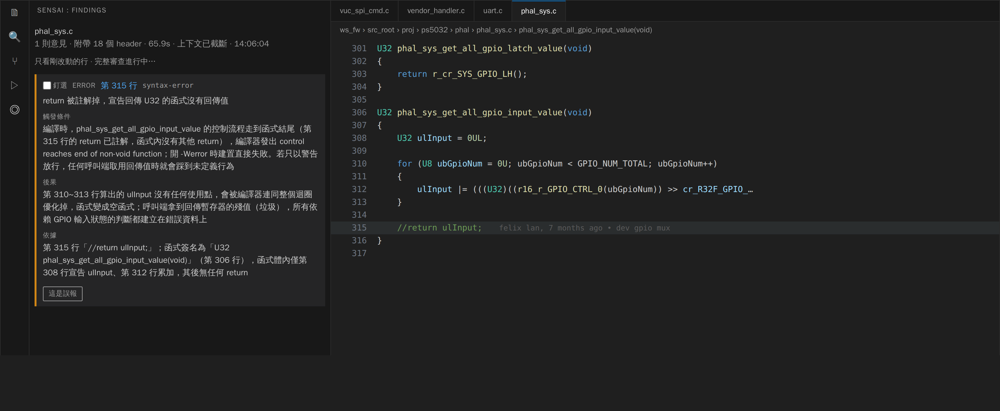 SENSAI : FINDINGS
phal_sys.c
1 則意見 · 附帶 18 個 header · 65.9s · 上下文已截斷 · 14:06:04
只看剛改動的行 · 完整審查進行中…
釘選 ERROR 第 315 行 syntax-error
return 被註解掉，宣告回傳 U32 的函式沒有回傳值
觸發條件
編譯時，phal_sys_get_all_gpio_input_value 的控制流程走到函式結尾（第
315 行的 return 已註解，函式內沒有其他 return），編譯器發出 control
reaches end of non-void function；開 -Werror 時建置直接失敗。若只以警告
放行，任何呼叫端取用回傳值時就會踩到未定義行為
後果
第 310~313 行算出的 ulInput 沒有任何使用點，會被編譯器連同整個迴圈
優化掉，函式變成空函式；呼叫端拿到回傳暫存器的殘值（垃圾），所有依
賴 GPIO 輸入狀態的判斷都建立在錯誤資料上
依據
第 315 行「//return ulInput;」；函式簽名為「U32
phal_sys_get_all_gpio_input_value(void)」（第 306 行），函式體內僅第
308 行宣告 ulInput、第 312 行累加，其後無任何 return
這是誤報
vuc_spi_cmd.c vendor_handler.c uart.c phal_sys.c
ws_fw › src_root › proj › ps5032 › phal › phal_sys.c › phal_sys_get_all_gpio_input_value(void)
301 U32 phal_sys_get_all_gpio_latch_value(void)
302 {
303     return r_cr_SYS_GPIO_LH();
304 }
305
306 U32 phal_sys_get_all_gpio_input_value(void)
307 {
308     U32 ulInput = 0UL;
309
310     for (U8 ubGpioNum = 0U; ubGpioNum < GPIO_NUM_TOTAL; ubGpioNum++)
311     {
312         ulInput |= (((U32)((r16_r_GPIO_CTRL_0(ubGpioNum)) >> cr_R32F_GPIO_…
313     }
314
315     //return ulInput; felix lan, 7 months ago • dev gpio mux
316 }
317